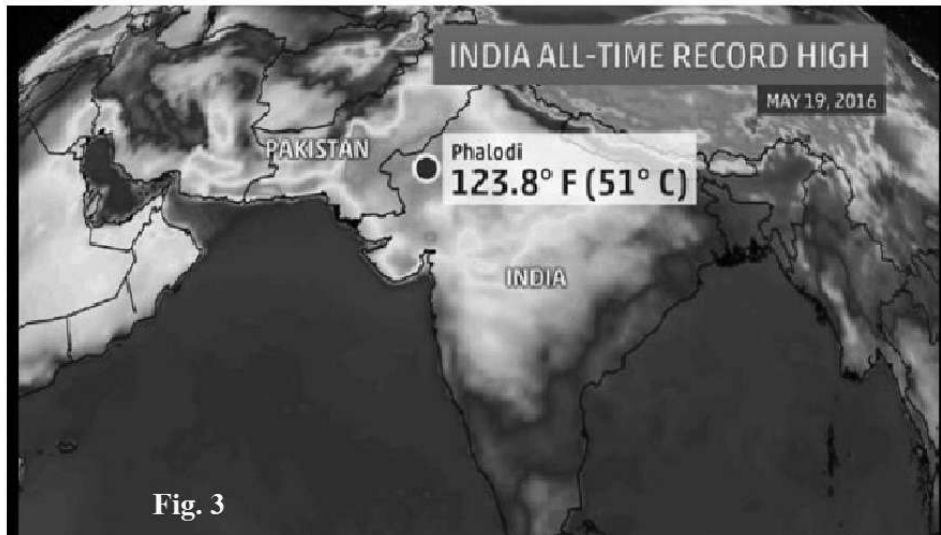 INDIA ALL-TIME RECORD HIGH
MAY 19, 2016
PAKISTAN
Phalodi
123.8° F (51° C)
INDIA
Fig. 3